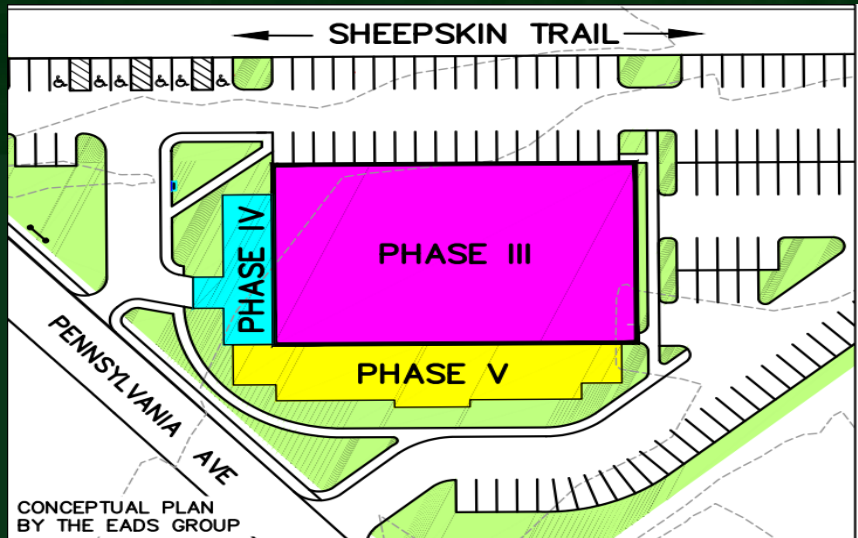 SHEEPSKIN TRAIL
PHASE IV
PHASE III
PHASE V
PENNSYLVANIA AVE
CONCEPTUAL PLAN
BY THE EADS GROUP